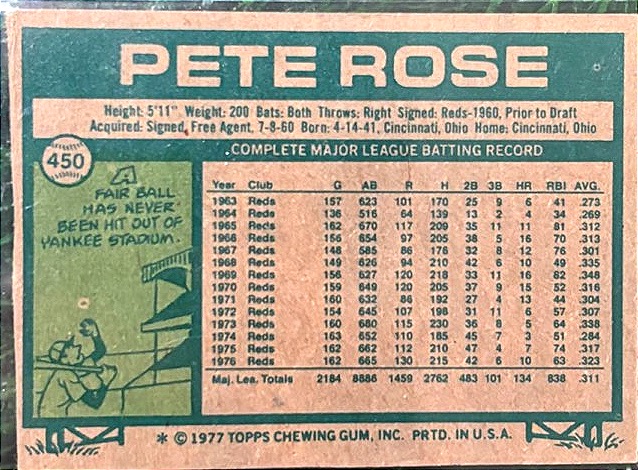 PETE ROSE
Height: 5'11" Weight: 200 Bats: Both Throws: Right Signed: Reds-1960, Prior to Draft
Acquired: Signed, Free Agent, 7-8-60 Born: 4-14-41, Cincinnati, Ohio Home: Cincinnati, Ohio
450
COMPLETE MAJOR LEAGUE BATTING RECORD
A
FAIR BALL
HAS NEVER
BEEN HIT OUT OF
YANKEE STADIUM.
Year Club G AB R H 2B 3B HR RBI AVG.
1963 Reds 157 623 101 170 25 9 6 41 .273
1964 Reds 136 516 64 139 13 2 4 34 .269
1965 Reds 162 670 117 209 35 11 11 81 .312
1966 Reds 156 654 97 205 38 5 16 70 .313
1967 Reds 148 585 86 176 32 8 12 76 .301
1968 Reds 149 626 94 210 42 6 10 49 .335
1969 Reds 156 627 120 218 33 11 16 82 .348
1970 Reds 159 649 120 205 37 9 15 52 .316
1971 Reds 160 632 86 192 27 4 13 44 .304
1972 Reds 154 645 107 198 31 11 6 57 .307
1973 Reds 160 680 115 230 36 8 5 64 .338
1974 Reds 163 652 110 185 45 7 3 51 .284
1975 Reds 162 662 112 210 47 4 7 74 .317
1976 Reds 162 665 130 215 42 6 10 63 .323
Maj. Lea. Totals 2184 8886 1459 2762 483 101 134 838 .311
* © 1977 TOPPS CHEWING GUM, INC. PRTD. IN U.S.A.